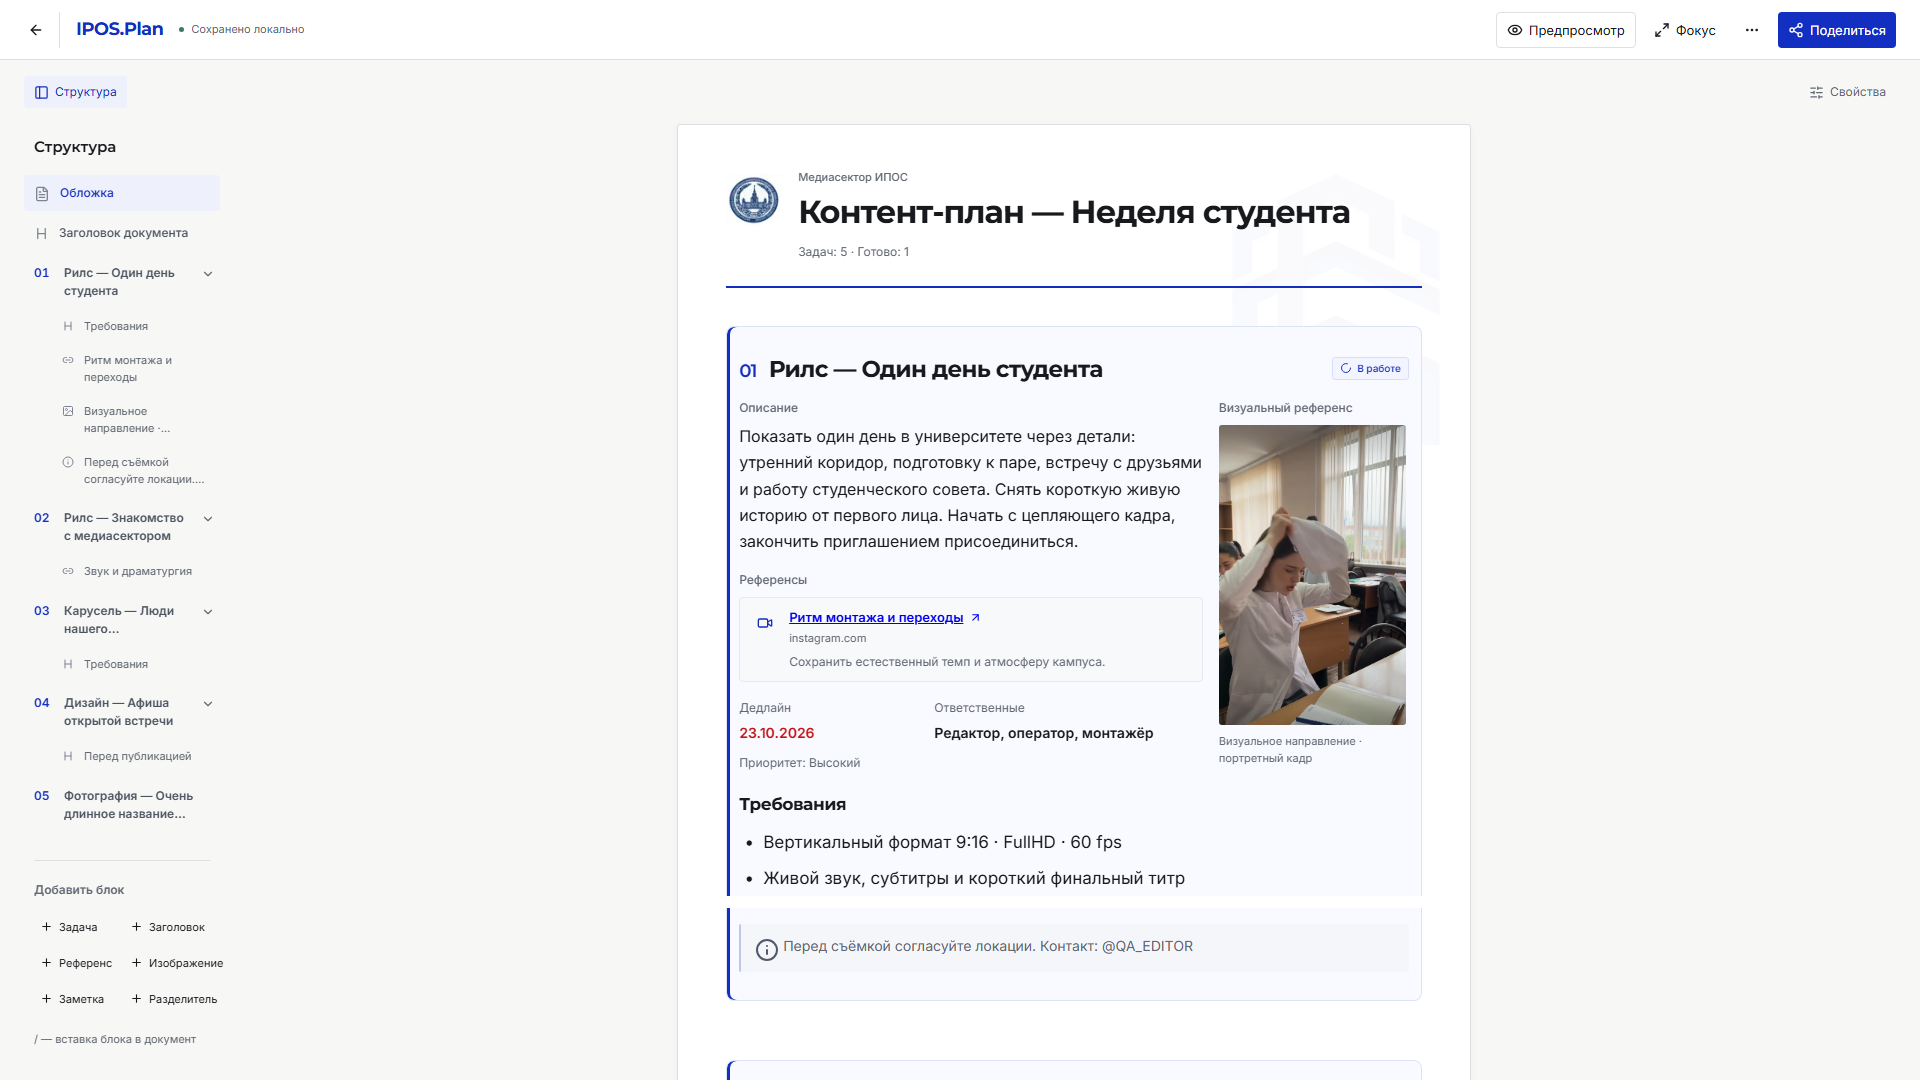 IPOS.Plan
Сохранено локально
Предпросмотр
Фокус
Поделиться
Структура
Свойства
Структура
Обложка
Заголовок документа
01 Рилс — Один день
студента
Требования
Ритм монтажа и
переходы
Визуальное
направление ·...
Перед съёмкой
согласуйте локации....
02 Рилс — Знакомство
с медиасектором
Звук и драматургия
03 Карусель — Люди
нашего...
Требования
04 Дизайн — Афиша
открытой встречи
Перед публикацией
05 Фотография — Очень
длинное название...
Добавить блок
+ Задача + Заголовок
+ Референс + Изображение
+ Заметка + Разделитель
/ — вставка блока в документ
Медиасектор ИПОС
Контент-план — Неделя студента
Задач: 5 · Готово: 1
01 Рилс — Один день студента
В работе
Описание
Показать один день в университете через детали:
утренний коридор, подготовку к паре, встречу с друзьями
и работу студенческого совета. Снять короткую живую
историю от первого лица. Начать с цепляющего кадра,
закончить приглашением присоединиться.
Референсы
Ритм монтажа и переходы
instagram.com
Сохранить естественный темп и атмосферу кампуса.
Дедлайн
23.10.2026
Приоритет: Высокий
Ответственные
Редактор, оператор, монтажёр
Визуальный референс
Визуальное направление ·
портретный кадр
Требования
• Вертикальный формат 9:16 · FullHD · 60 fps
• Живой звук, субтитры и короткий финальный титр
Перед съёмкой согласуйте локации. Контакт: @QA_EDITOR